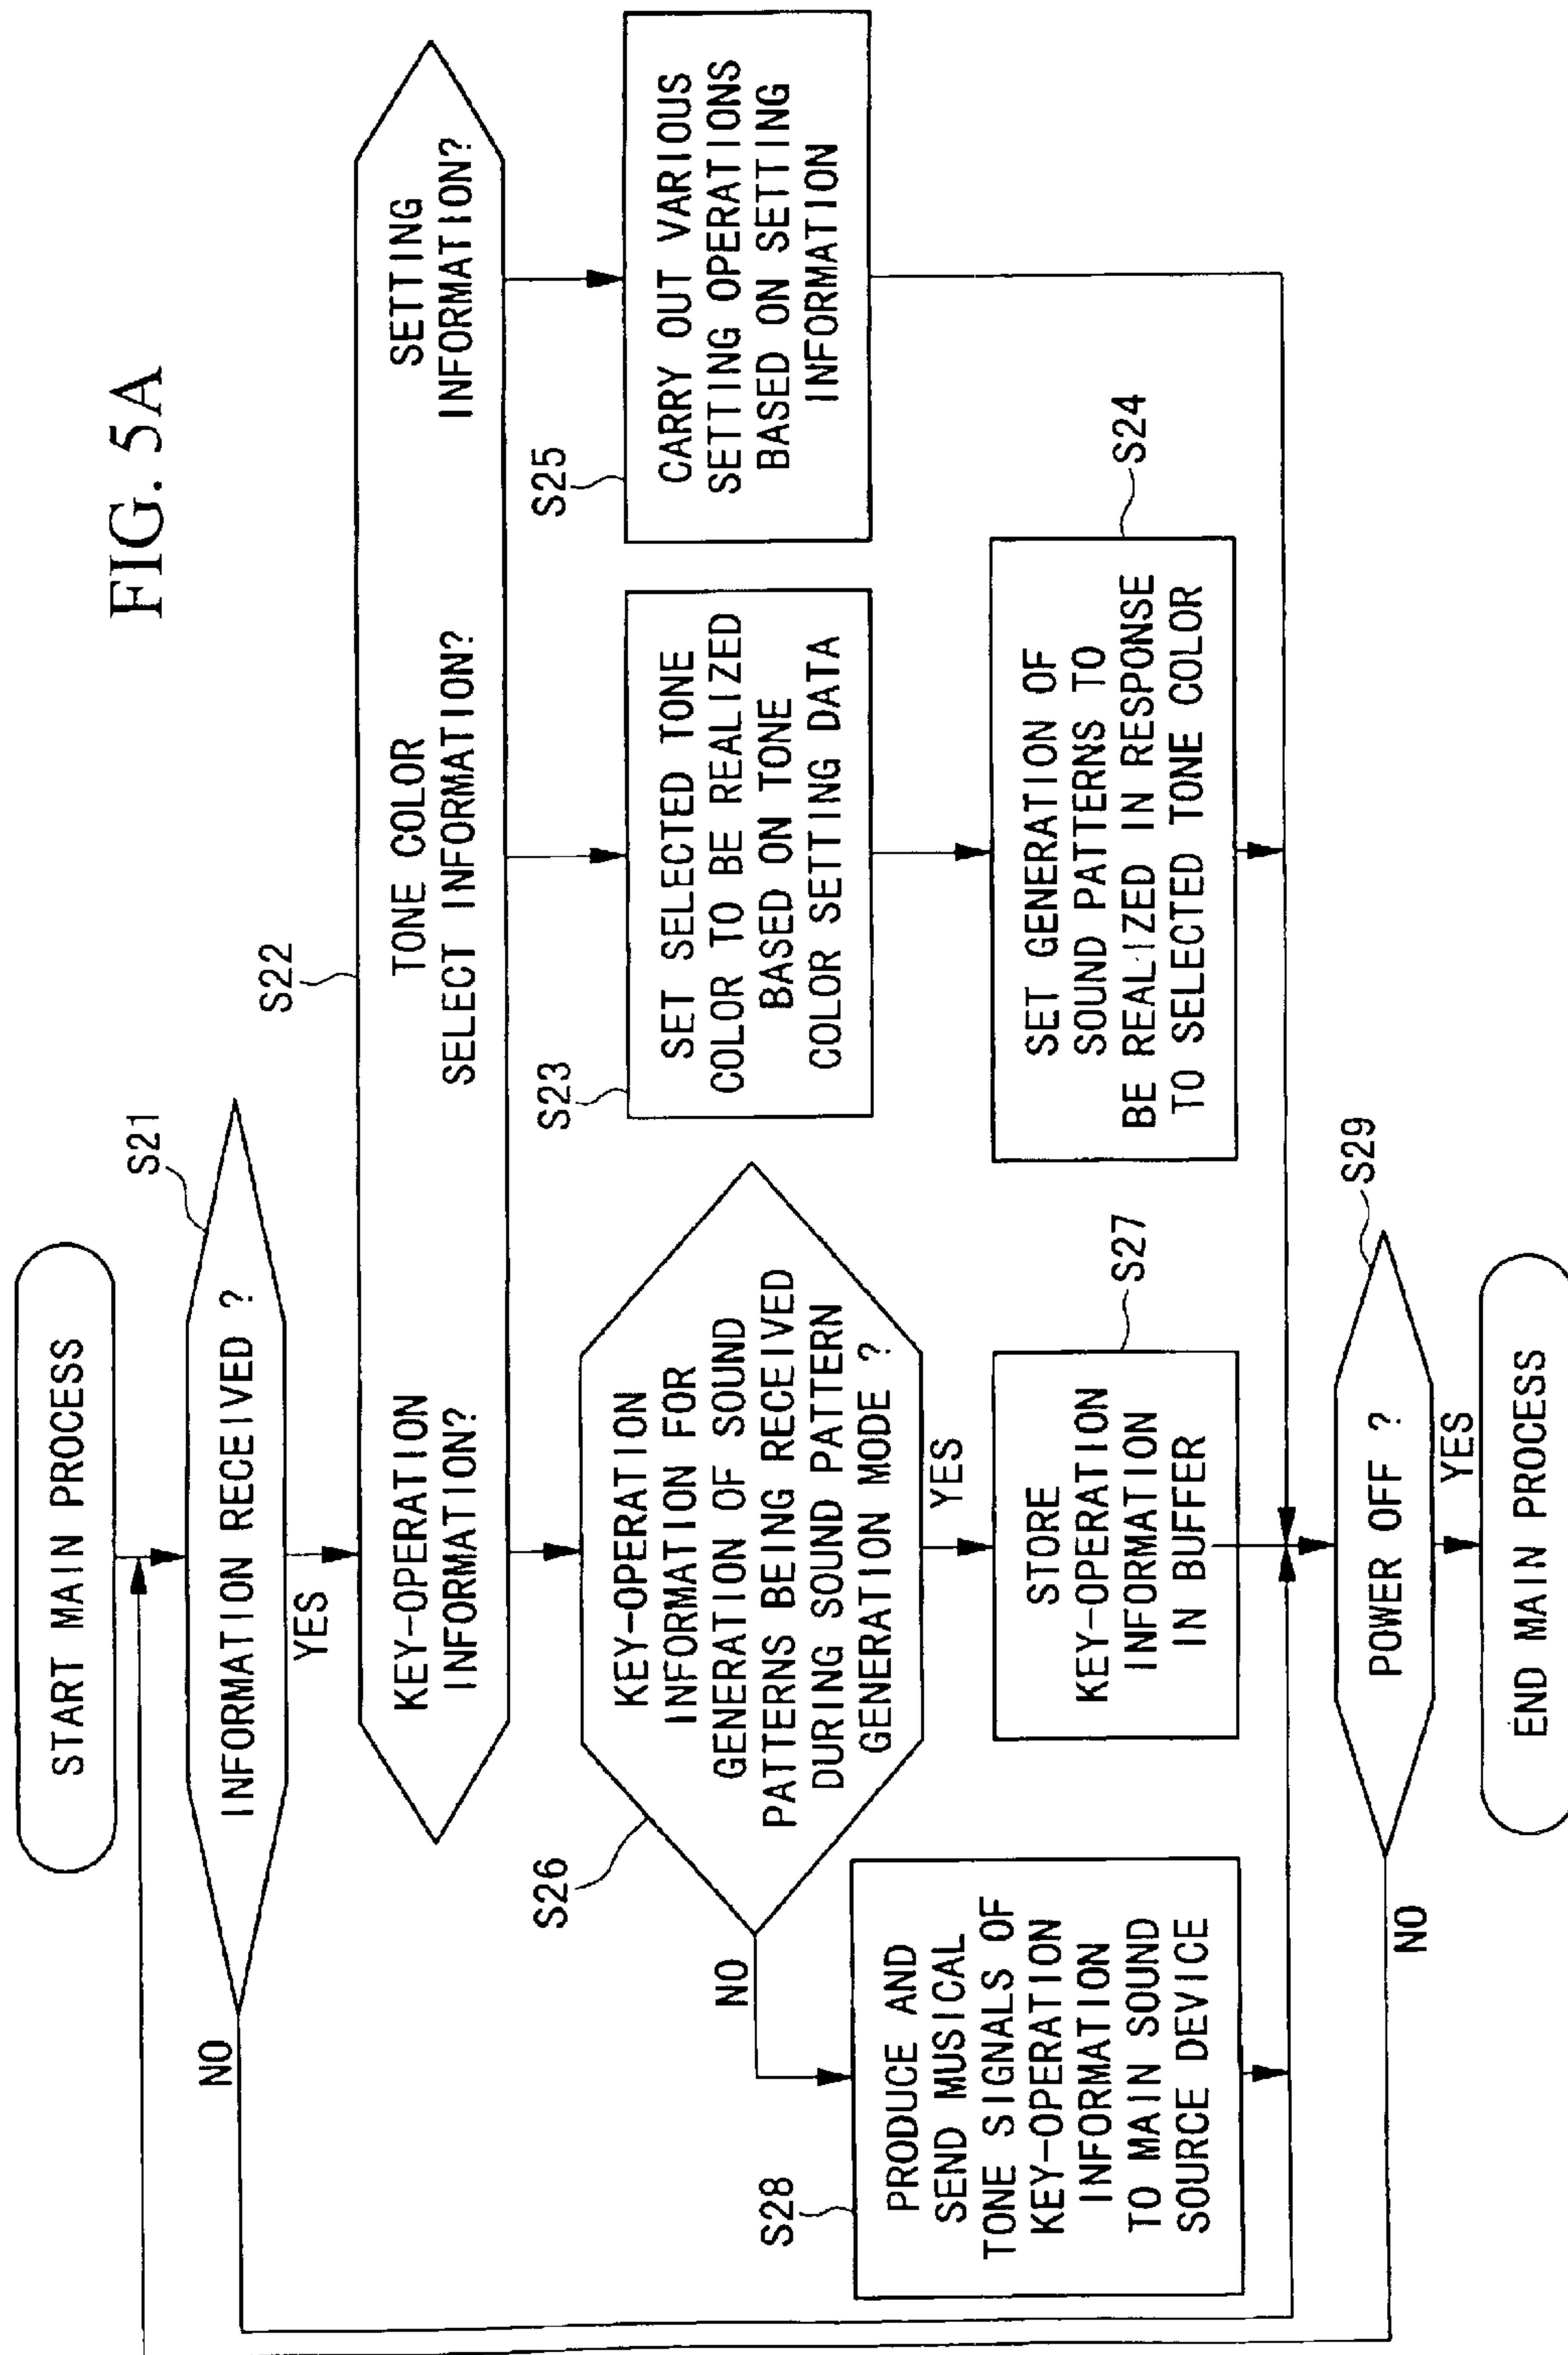 FIG. 5A
START MAIN PROCESS
S21
INFORMATION RECEIVED ?
NO
YES
S22
KEY-OPERATION
INFORMATION?
TONE COLOR
SELECT INFORMATION?
SETTING
INFORMATION?
S26
KEY-OPERATION
INFORMATION FOR
GENERATION OF SOUND
PATTERNS BEING RECEIVED
DURING SOUND PATTERN
GENERATION MODE ?
NO
YES
S23
SET SELECTED TONE
COLOR TO BE REALIZED
BASED ON TONE
COLOR SETTING DATA
S25
CARRY OUT VARIOUS
SETTING OPERATIONS
BASED ON SETTING
INFORMATION
S28
PRODUCE AND
SEND MUSICAL
TONE SIGNALS OF
KEY-OPERATION
INFORMATION
TO MAIN SOUND
SOURCE DEVICE
S27
STORE
KEY-OPERATION
INFORMATION
IN BUFFER
S24
SET GENERATION OF
SOUND PATTERNS TO
BE REALIZED IN RESPONSE
TO SELECTED TONE COLOR
S29
POWER OFF ?
NO
YES
END MAIN PROCESS